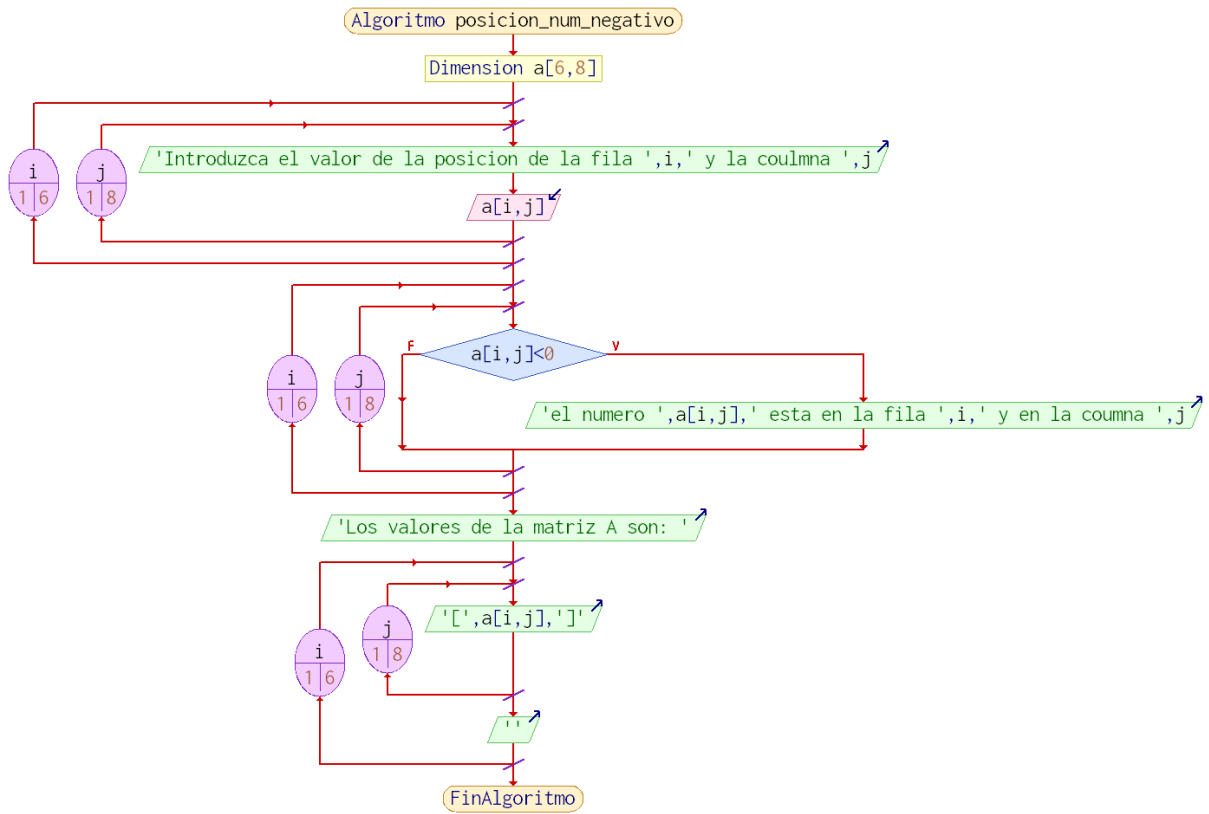 Algoritmo posicion_num_negativo
Dimension a[6,8]
i
1 6
j
1 8
'Introduzca el valor de la posicion de la fila ',i,' y la coulmna ',j
a[i,j]
i
1 6
j
1 8
F
a[i,j]<0
V
'el numero ',a[i,j],' esta en la fila ',i,' y en la coumna ',j
'Los valores de la matriz A son: '
i
1 6
j
1 8
'[',a[i,j],']'
''
FinAlgoritmo